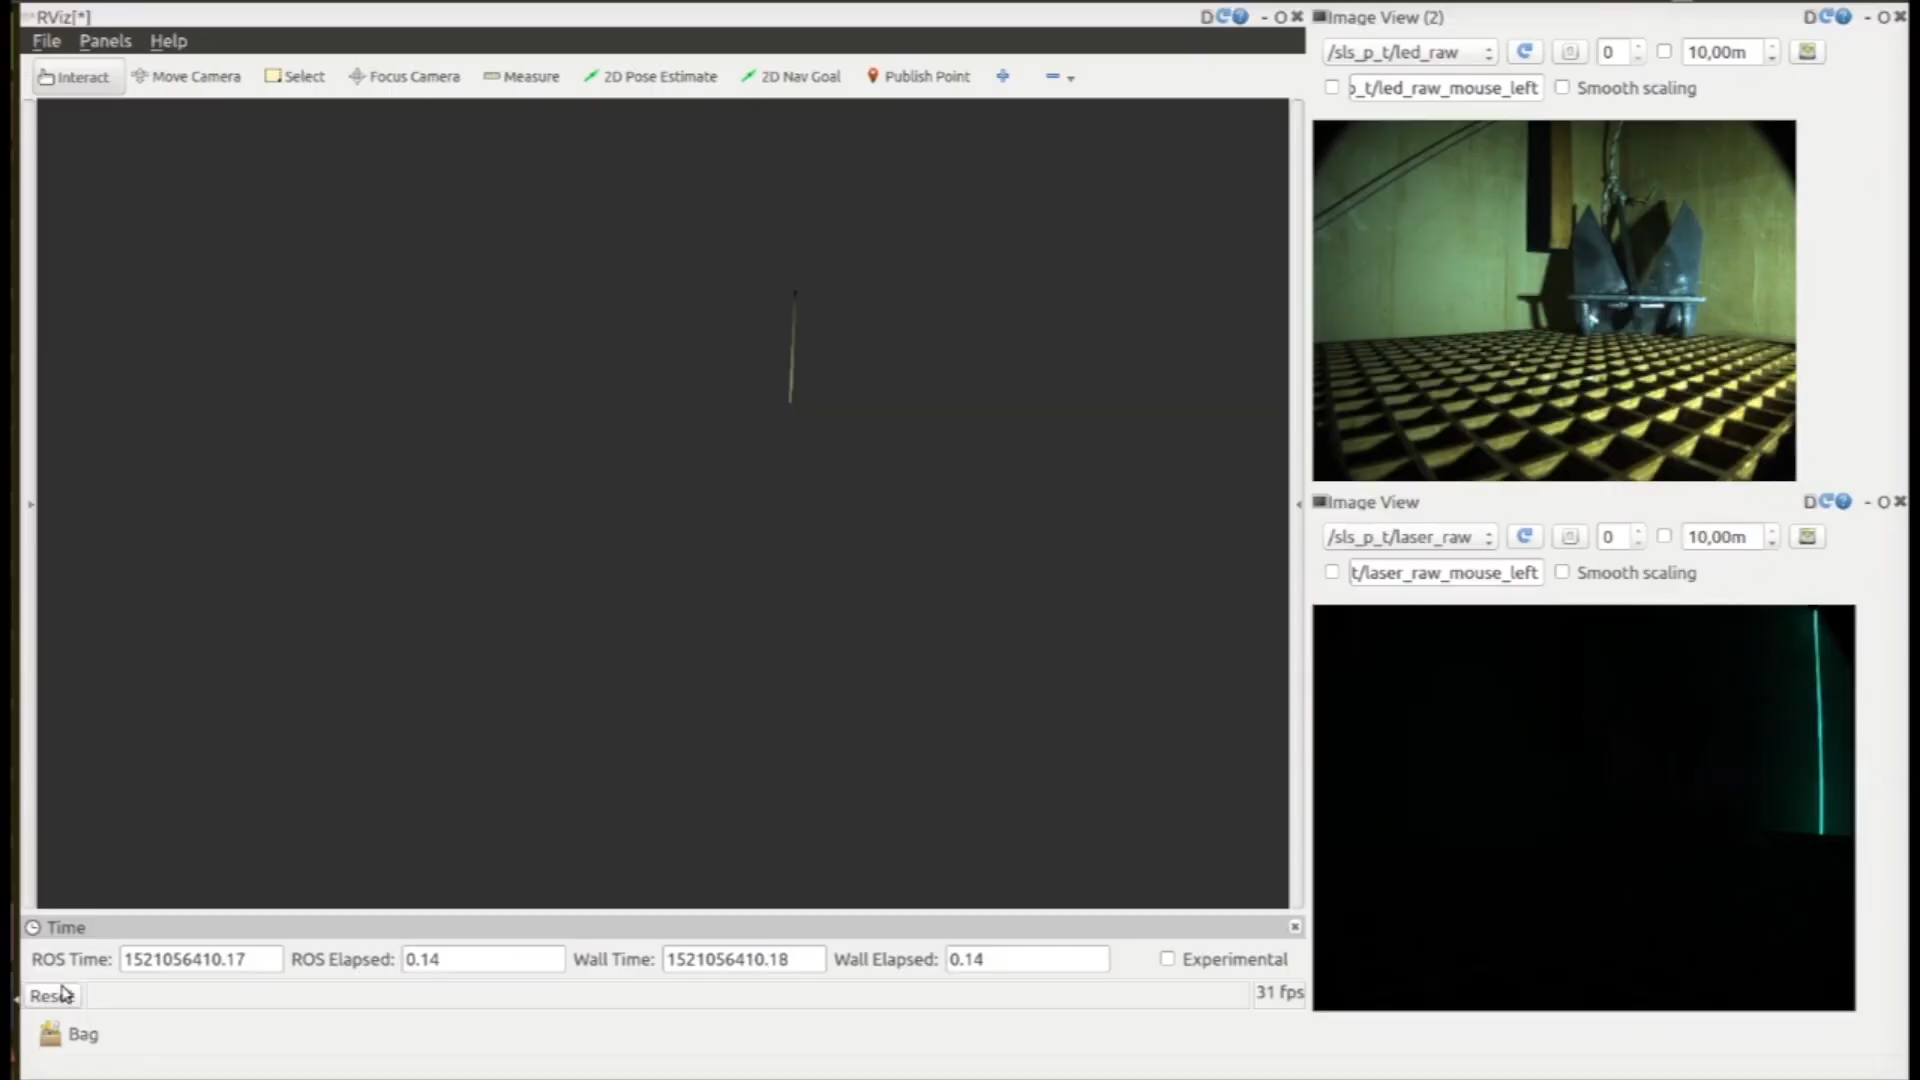 RViz[*]
File Panels Help
Interact Move Camera Select Focus Camera Measure 2D Pose Estimate 2D Nav Goal Publish Point
Time
ROS Time: 1521056410.17 ROS Elapsed: 0.14 Wall Time: 1521056410.18 Wall Elapsed: 0.14 Experimental
31 fps
Bag
Image View (2)
D - O
/sls_p_t/led_raw 0 10,00m
_t/led_raw_mouse_left Smooth scaling
Image View
D - O
/sls_p_t/laser_raw 0 10,00m
t/laser_raw_mouse_left Smooth scaling